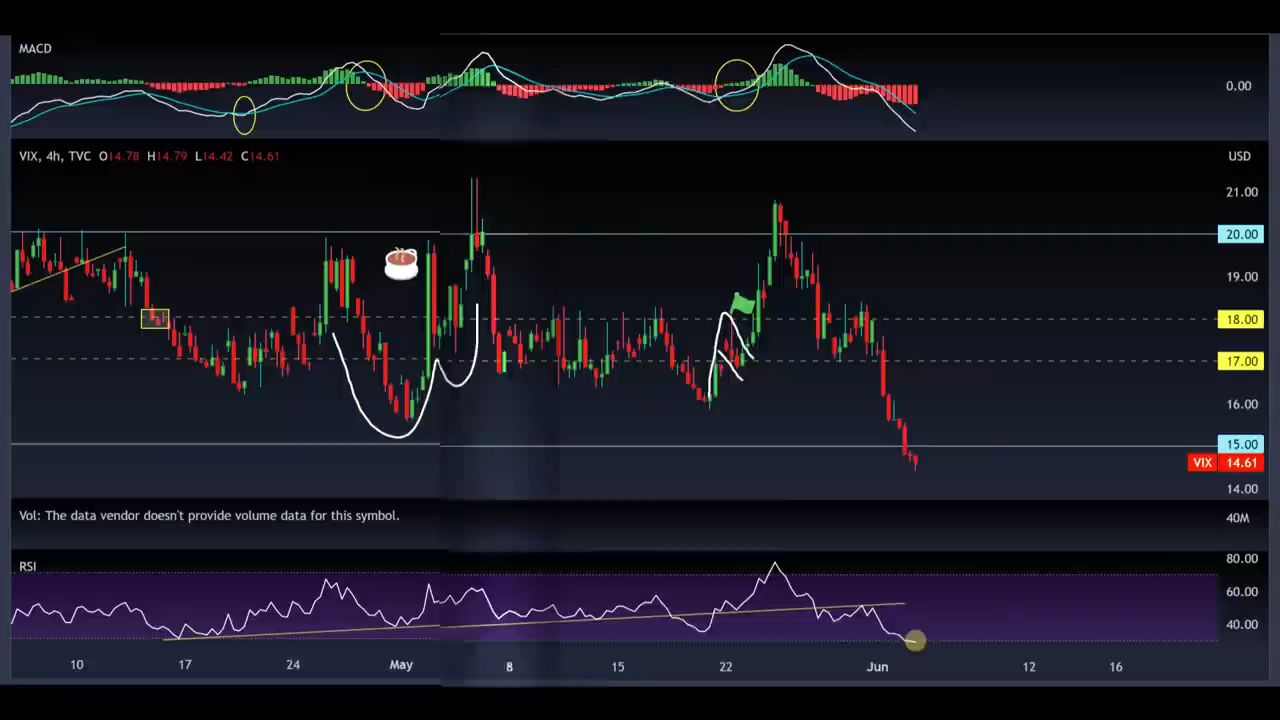 MACD
0.00
VIX, 4h, TVC O14.78 H14.79 L14.42 C14.61
USD
21.00
20.00
19.00
18.00
17.00
16.00
15.00
VIX 14.61
14.00
Vol: The data vendor doesn't provide volume data for this symbol.
40M
RSI
80.00
60.00
40.00
10 17 24 May 8 15 22 Jun 12 16